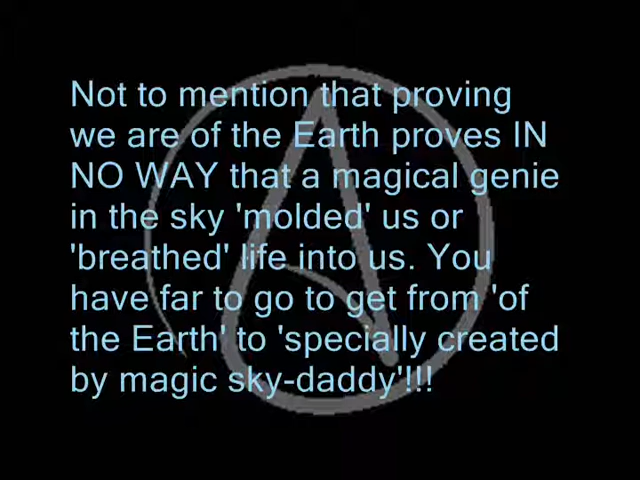 Not to mention that proving
we are of the Earth proves IN
NO WAY that a magical genie
in the sky 'molded' us or
'breathed' life into us. You
have far to go to get from 'of
the Earth' to 'specially created
by magic sky-daddy'!!!